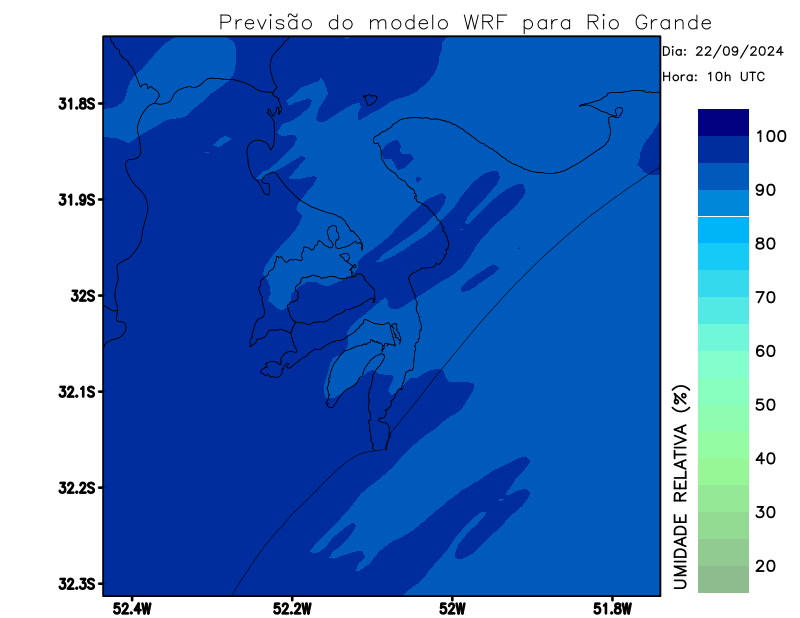 Previsão do modelo WRF para Rio Grande
Dia: 22/09/2024
Hora: 10h UTC
31.8S
31.9S
32S
32.1S
32.2S
32.3S
52.4W
52.2W
52W
51.8W
UMIDADE RELATIVA (%)
100
90
80
70
60
50
40
30
20